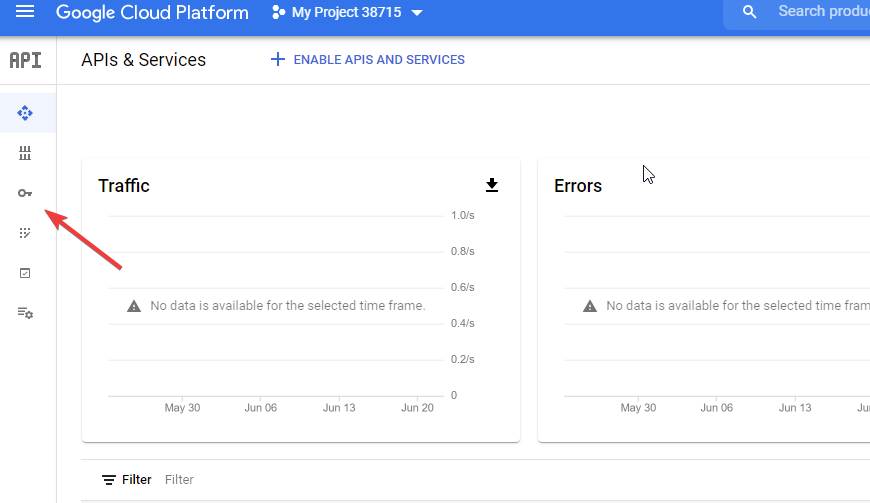 Google Cloud Platform
My Project 38715
Search produ
API
APIs & Services
ENABLE APIS AND SERVICES
Traffic
1.0/s
0.8/s
0.6/s
No data is available for the selected time frame.
0.4/s
0.2/s
0
May 30 Jun 06 Jun 13 Jun 20
Errors
No data is available for the selected time fram
May 30 Jun 06 Jun 13 Ju
Filter Filter